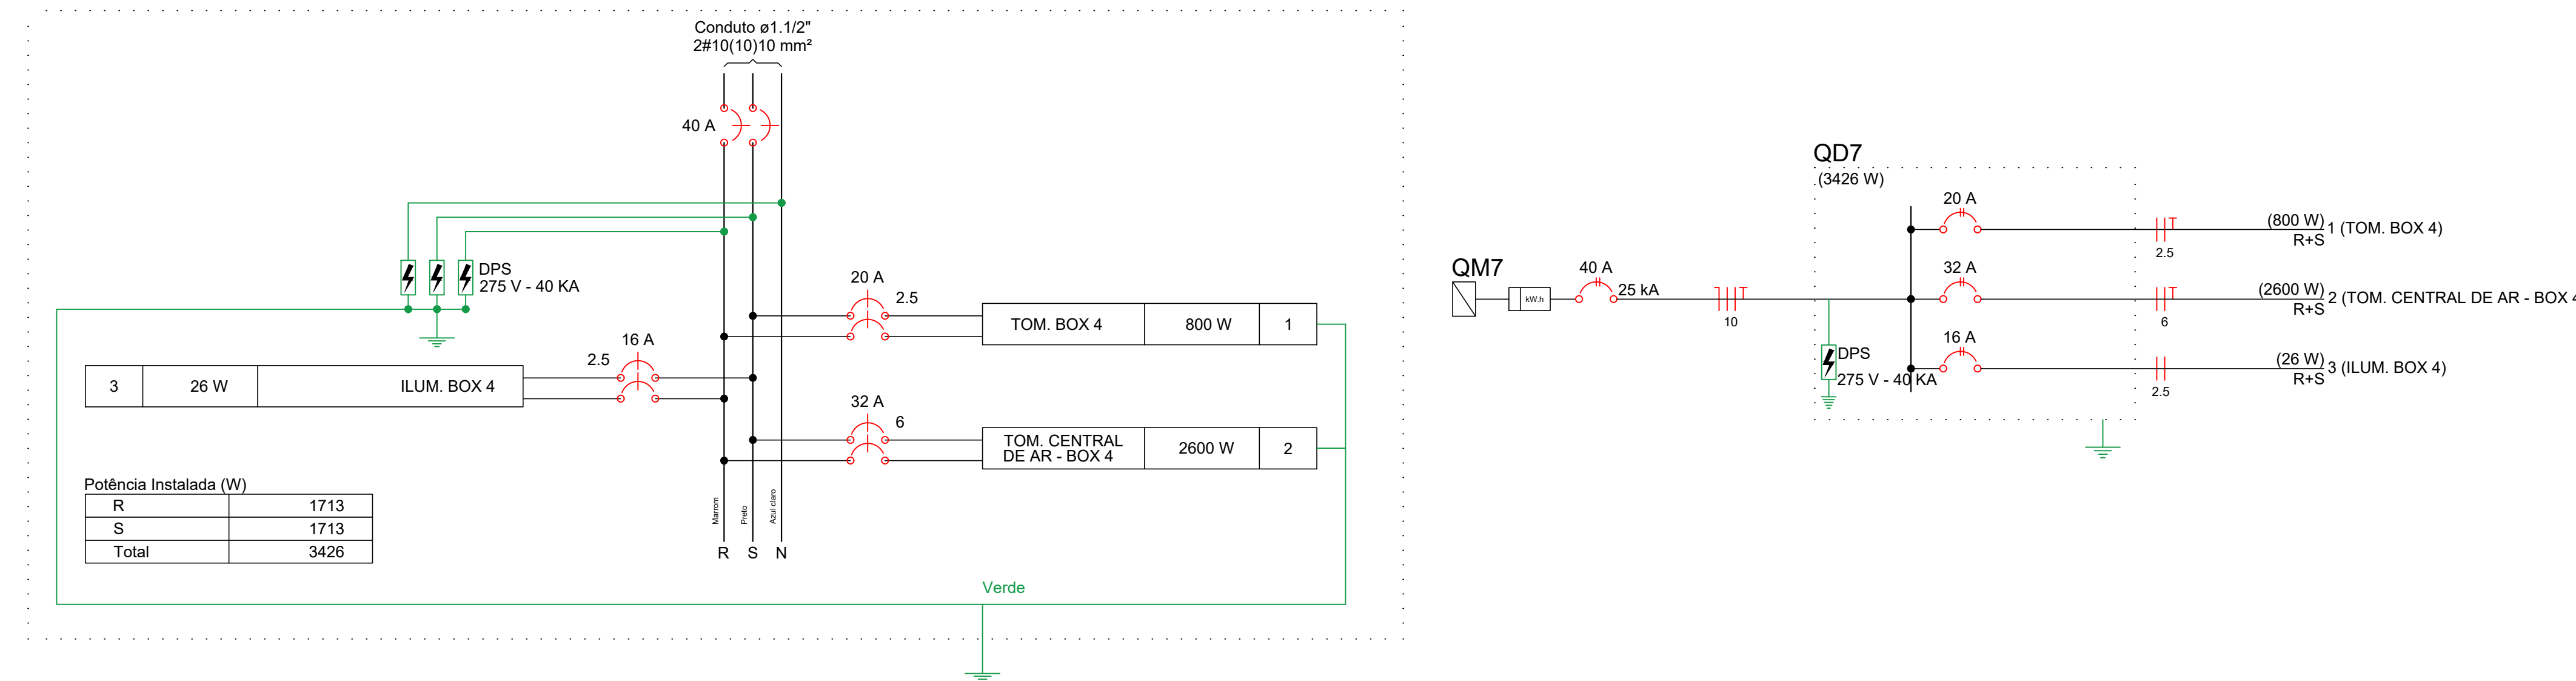 Conduto ø1.1/2"
2#10(10)10 mm²
40 A
DPS
275 V - 40 KA
20 A
2.5
TOM. BOX 4
800 W
1
16 A
2.5
3
26 W
ILUM. BOX 4
32 A
6
TOM. CENTRAL
DE AR - BOX 4
2600 W
2
Potência Instalada (W)
R 1713
S 1713
Total 3426
Marrom
Preto
Azul claro
R S N
Verde
QD7
(3426 W)
QM7
kW.h
40 A
25 kA
10
DPS
275 V - 40 KA
20 A
2.5
(800 W)
R+S
1 (TOM. BOX 4)
32 A
6
(2600 W)
R+S
2 (TOM. CENTRAL DE AR - BOX 4
16 A
2.5
(26 W)
R+S
3 (ILUM. BOX 4)